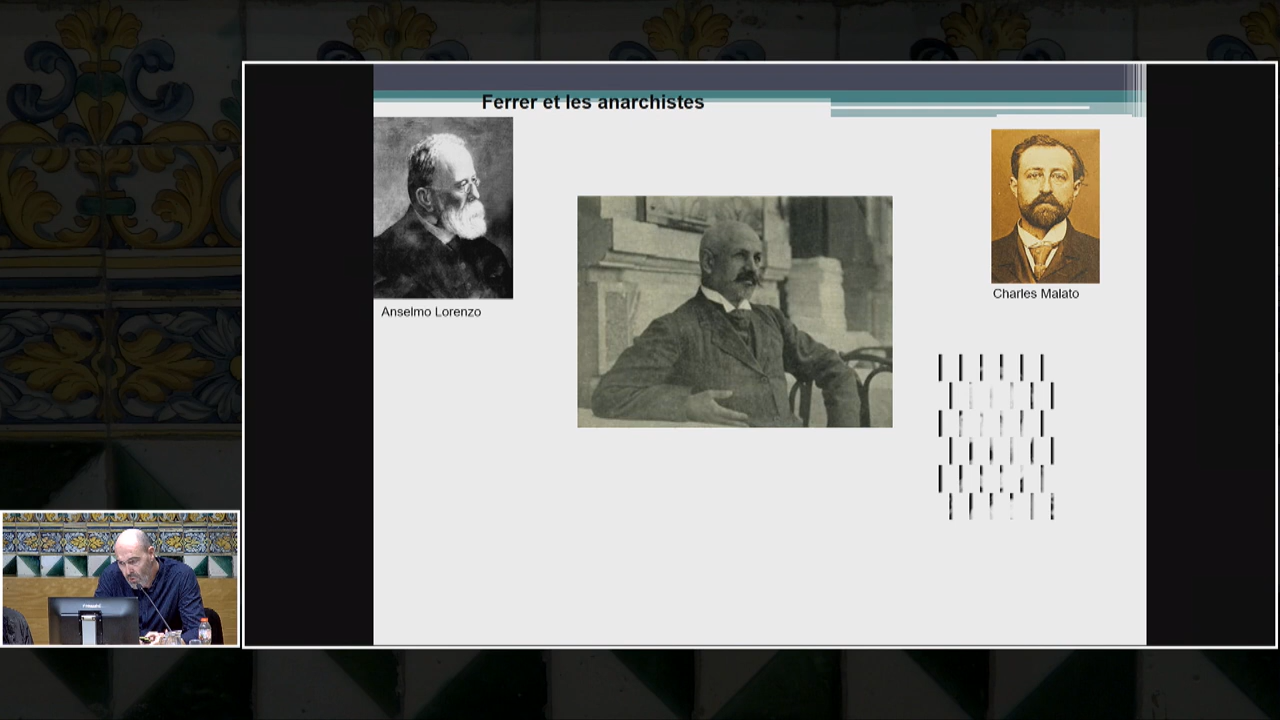 Ferrer et les anarchistes
Anselmo Lorenzo
Charles Malato